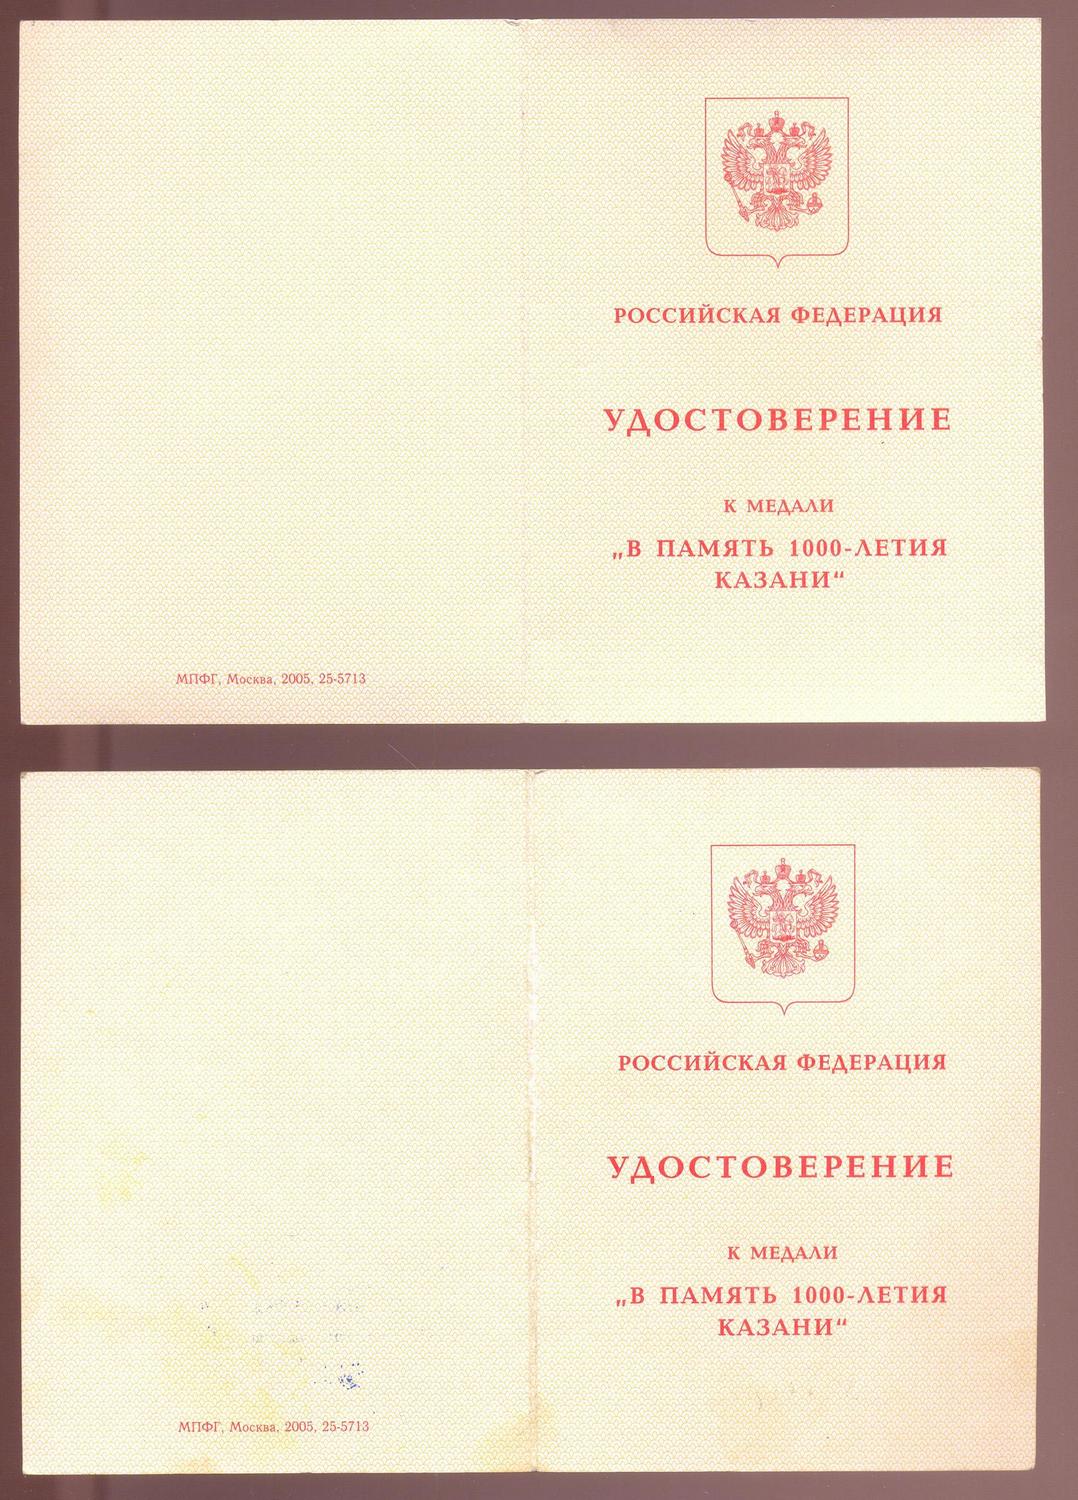 РОССИЙСКАЯ ФЕДЕРАЦИЯ
УДОСТОВЕРЕНИЕ
К МЕДАЛИ
„В ПАМЯТЬ 1000-ЛЕТИЯ
КАЗАНИ“
МПФГ, Москва, 2005, 25-5713
РОССИЙСКАЯ ФЕДЕРАЦИЯ
УДОСТОВЕРЕНИЕ
К МЕДАЛИ
„В ПАМЯТЬ 1000-ЛЕТИЯ
КАЗАНИ“
МПФГ, Москва, 2005, 25-5713